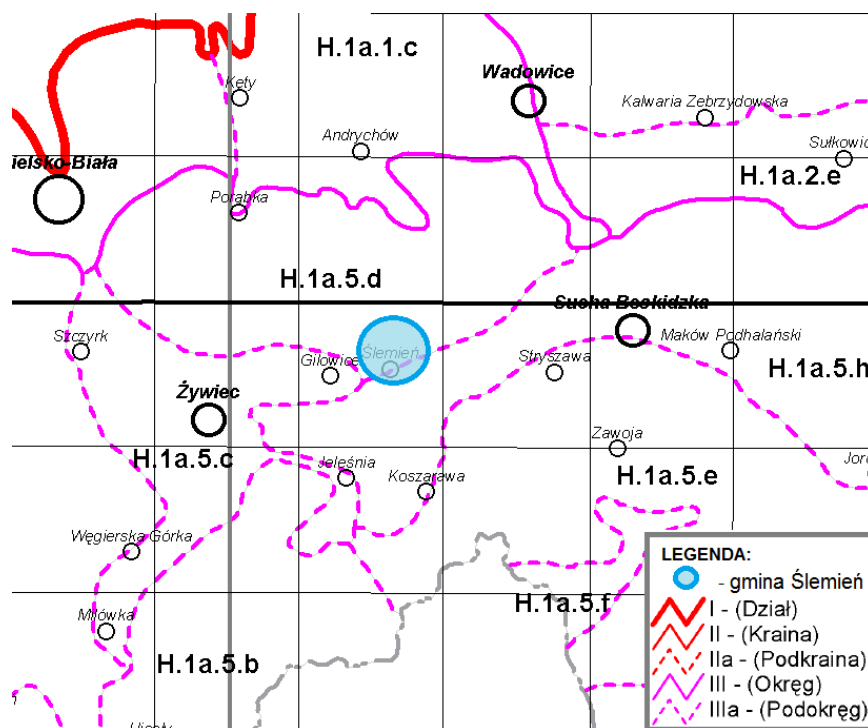 H.1a.1.c
Wadowice
Kęty
Kalwaria Zebrzydowska
Andrychów
Sułkowic
ielsko-Biała
H.1a.2.e
Porąbka
H.1a.5.d
Sucha Beskidzka
Szczyrk
Maków Podhalański
Gilowice
Ślemień
Stryszawa
H.1a.5.h
Żywiec
Zawoja
H.1a.5.c
Jeleśnia
Koszarawa
H.1a.5.e
Jor
Węgierska Górka
LEGENDA:
- gmina Ślemień
H.1a.5.f
I - (Dział)
Milówka
II - (Kraina)
IIa - (Podkraina)
H.1a.5.b
III - (Okręg)
IIIa - (Podokręg)